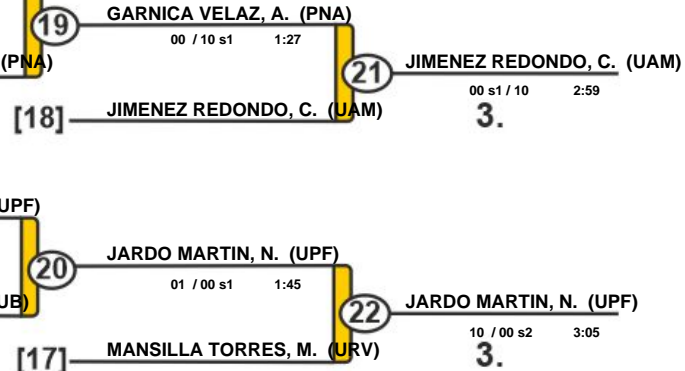 GARNICA VELAZ, A. (PNA)
19
00 / 10 s1 1:27
(PNA)
JIMENEZ REDONDO, C. (UAM)
21
00 s1 / 10 2:59
[18] JIMENEZ REDONDO, C. (UAM)
3.
UPF)
JARDO MARTIN, N. (UPF)
20
01 / 00 s1 1:45
UB)
JARDO MARTIN, N. (UPF)
22
10 / 00 s2 3:05
[17] MANSILLA TORRES, M. (URV)
3.